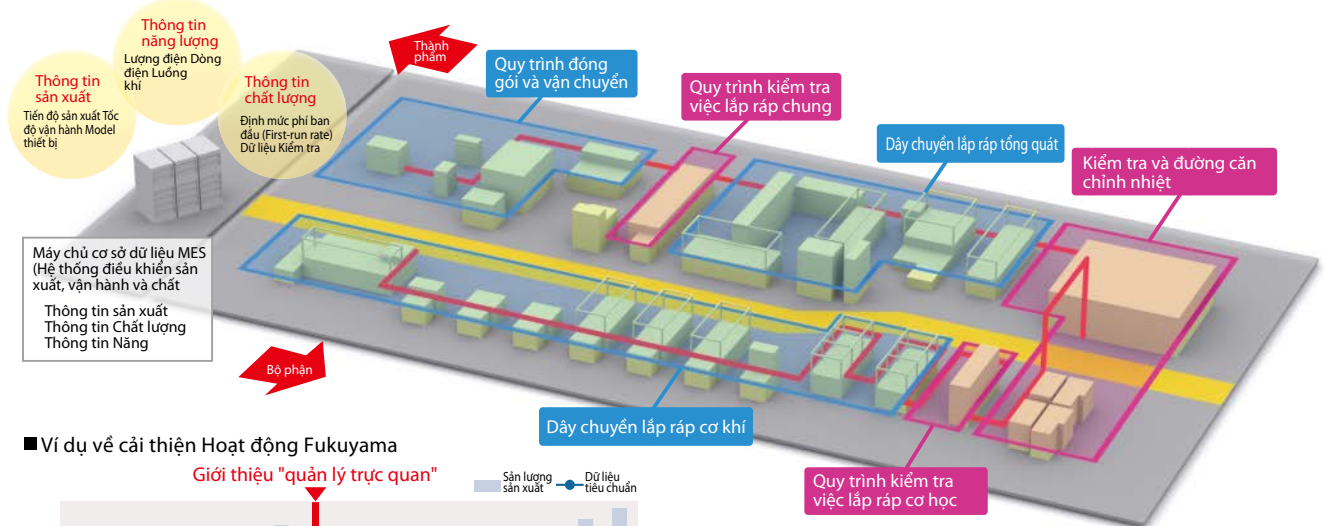 Thông tin
năng lượng
Lượng điện Dòng
điện Luồng
khí
Thông tin
sản xuất
Tiến độ sản xuất Tốc
độ vận hành Model
thiết bị
Thông tin
chất lượng
Định mức phí ban
đầu (First-run rate)
Dữ liệu Kiểm tra
Thành
phẩm
Quy trình đóng
gói và vận chuyển
Quy trình kiểm tra
việc lắp ráp chung
Dây chuyền lắp ráp tổng quát
Kiểm tra và đường căn
chỉnh nhiệt
Máy chủ cơ sở dữ liệu MES
(Hệ thống điều khiển sản
xuất, vận hành và chất
Thông tin sản xuất
Thông tin Chất lượng
Thông tin Năng
Bộ phận
Dây chuyền lắp ráp cơ khí
Quy trình kiểm tra
việc lắp ráp cơ học
Ví dụ về cải thiện Hoạt động Fukuyama
Giới thiệu "quản lý trực quan"
Sản lượng
sản xuất
Dữ liệu
tiêu chuẩn